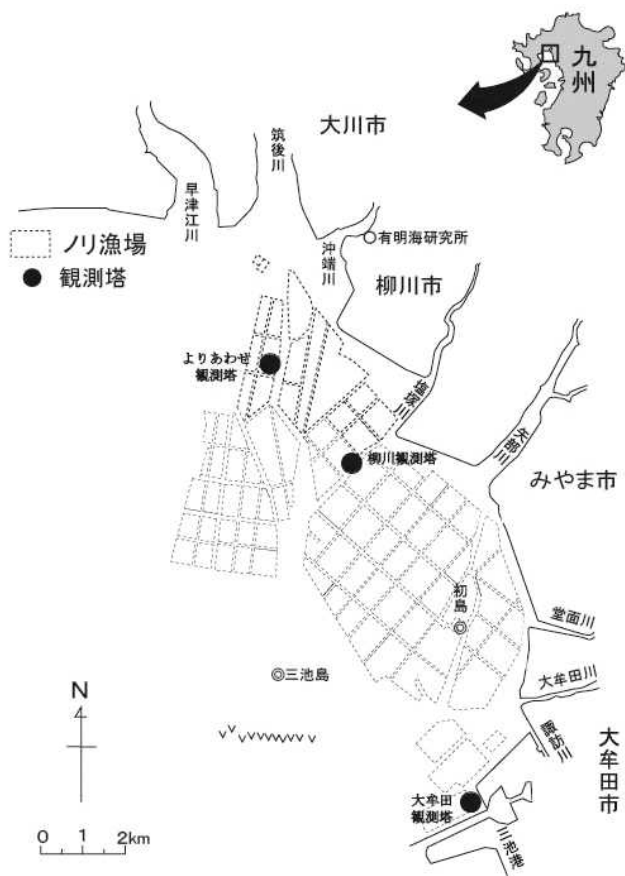 九州
大川市
筑後川
早津江川
ノリ漁場
観測塔
有明海研究所
沖端川
柳川市
よりあわせ
観測塔
塩塚川
柳川観測塔
矢部川
みやま市
初島
堂面川
三池島
大牟田川
諏訪川
大牟田市
N
大牟田
観測塔
三池港
0 1 2km